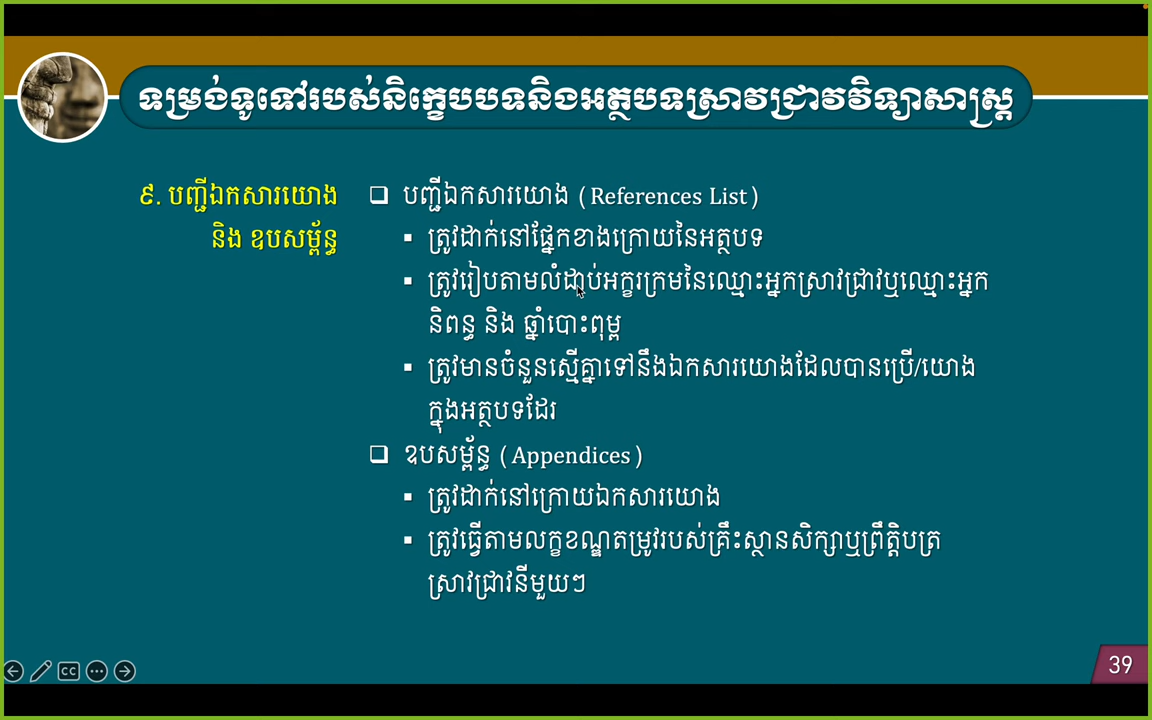 ទម្រង់ទូទៅរបស់និក្ខេបបទនិងអត្ថបទស្រាវជ្រាវវិទ្យាសាស្ត្រ
៩. បញ្ជីឯកសារយោង
និង ឧបសម្ព័ន្ធ
❑ បញ្ជីឯកសារយោង (References List)
▪ ត្រូវដាក់នៅផ្នែកខាងក្រោយនៃអត្ថបទ
▪ ត្រូវរៀបតាមលំដាប់អក្ខរក្រមនៃឈ្មោះអ្នកស្រាវជ្រាវឬឈ្មោះអ្នក
និពន្ធ និង ឆ្នាំបោះពុម្ព
▪ ត្រូវមានចំនួនស្មើគ្នាទៅនឹងឯកសារយោងដែលបានប្រើ/យោង
ក្នុងអត្ថបទដែរ
❑ ឧបសម្ព័ន្ធ (Appendices)
▪ ត្រូវដាក់នៅក្រោយឯកសារយោង
▪ ត្រូវធ្វើតាមលក្ខខណ្ឌតម្រូវរបស់គ្រឹះស្ថានសិក្សាឬព្រឹត្តិបត្រ
ស្រាវជ្រាវនីមួយៗ
CC
39